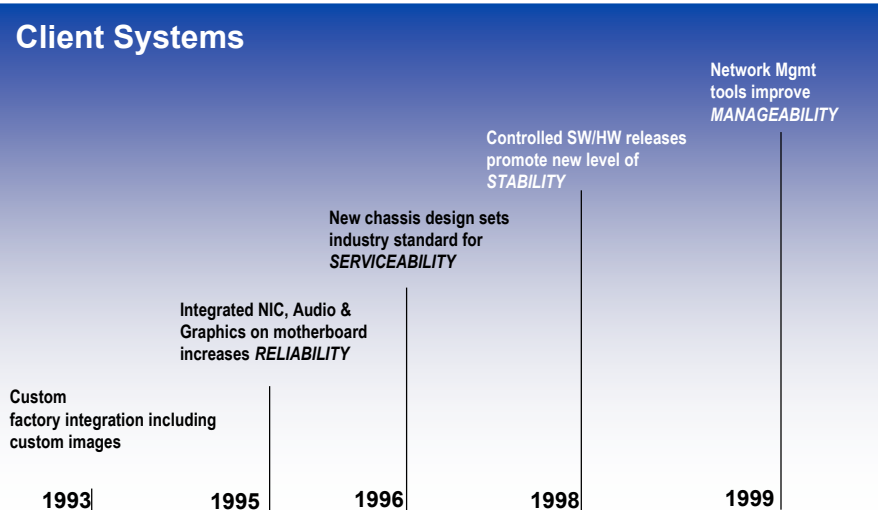 Client Systems
Network Mgmt
tools improve
MANAGEABILITY
Controlled SW/HW releases
promote new level of
STABILITY
New chassis design sets
industry standard for
SERVICEABILITY
Integrated NIC, Audio &
Graphics on motherboard
increases RELIABILITY
Custom
factory integration including
custom images
1993
1995
1996
1998
1999